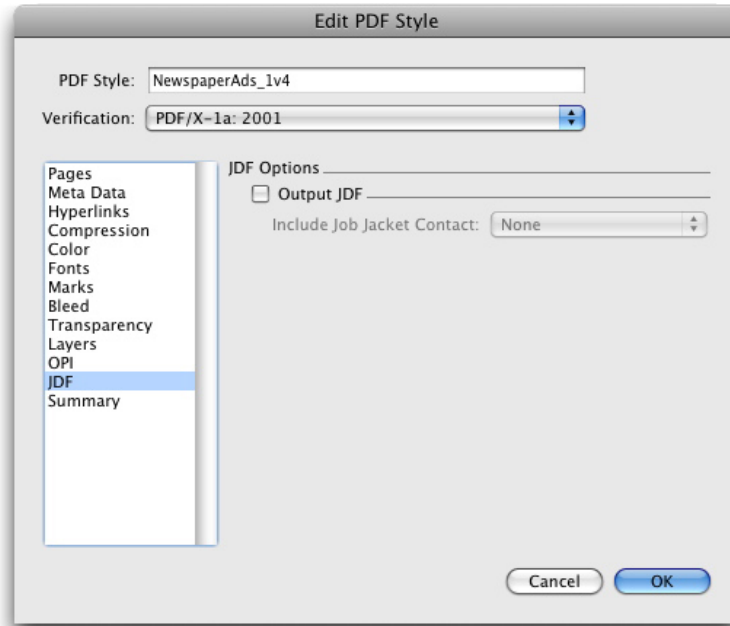 Edit PDF Style
PDF Style: NewspaperAds_1v4
Verification: PDF/X-1a: 2001
Pages
Meta Data
Hyperlinks
Compression
Color
Fonts
Marks
Bleed
Transparency
Layers
OPI
JDF
Summary
JDF Options
Output JDF
Include Job Jacket Contact: None
Cancel OK